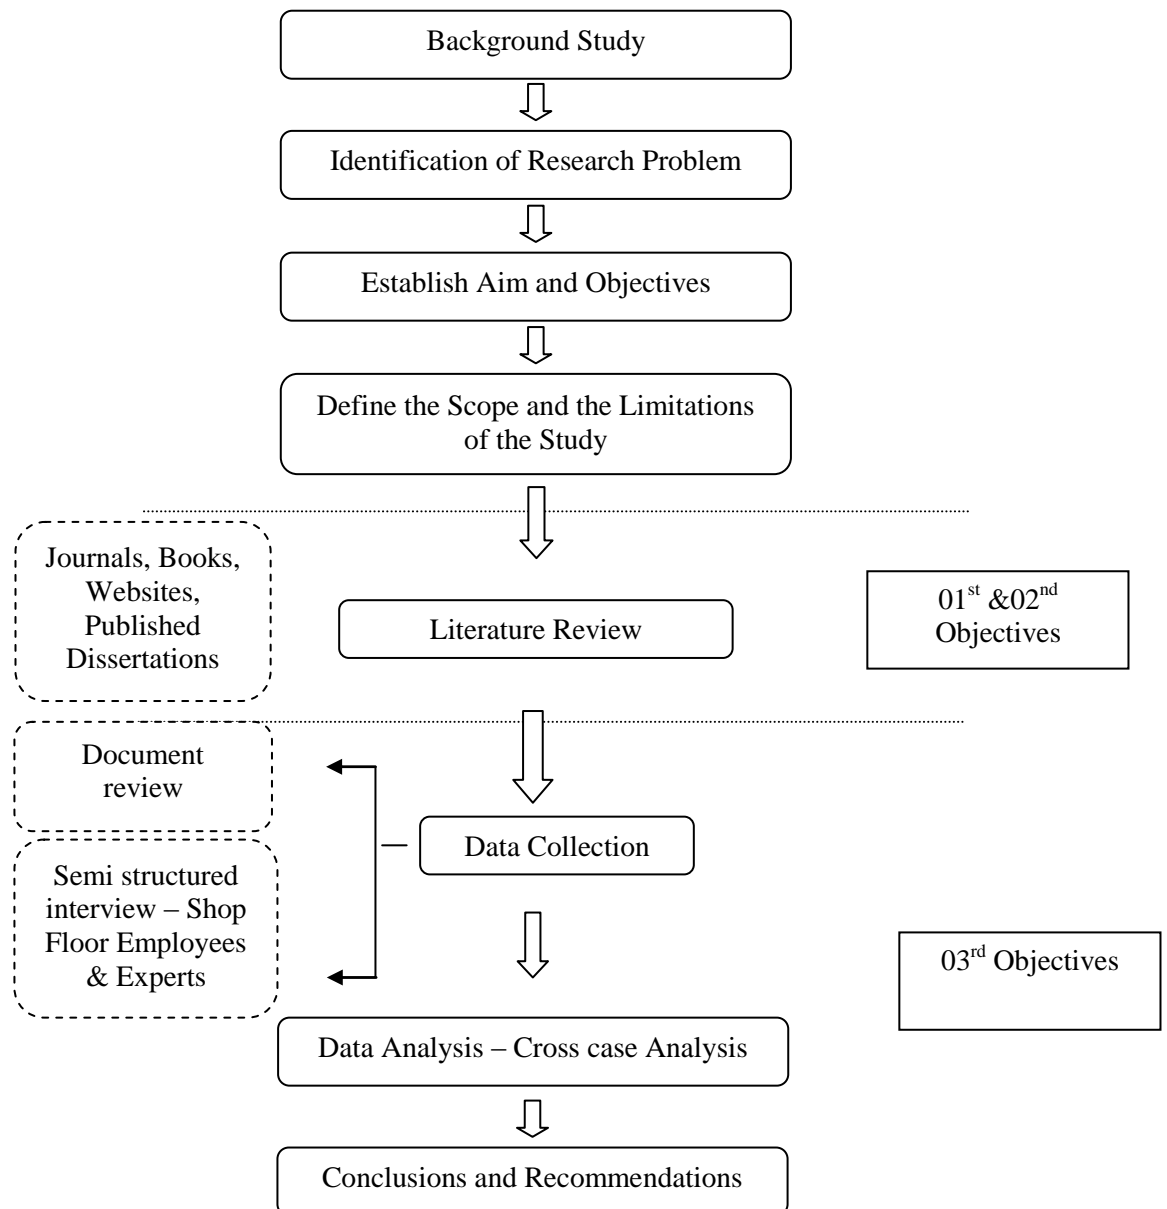 Background Study
Identification of Research Problem
Establish Aim and Objectives
Define the Scope and the Limitations
of the Study
Journals, Books,
Websites,
Published
Dissertations
Literature Review
01st &02nd
Objectives
Document
review
Data Collection
Semi structured
interview – Shop
Floor Employees
& Experts
03rd Objectives
Data Analysis – Cross case Analysis
Conclusions and Recommendations